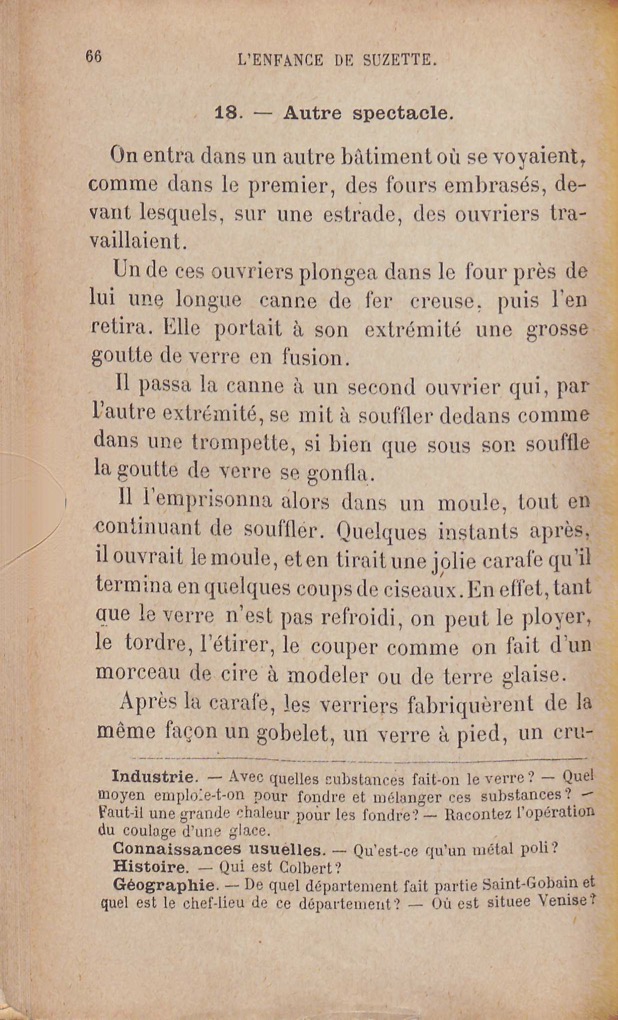 66
L'ENFANCE DE SUZETTE.
18. — Autre spectacle.
On entra dans un autre bâtiment où se voyaient,
comme dans le premier, des fours embrasés, de-
vant lesquels, sur une estrade, des ouvriers tra-
vaillaient.
Un de ces ouvriers plongea dans le four près de
lui une longue canne de fer creuse, puis l'en
retira. Elle portait à son extrémité une grosse
goutte de verre en fusion.
Il passa la canne à un second ouvrier qui, par
l'autre extrémité, se mit à souffler dedans comme
dans une trompette, si bien que sous son souffle
la goutte de verre se gonfla.
Il l'emprisonna alors dans un moule, tout en
continuant de souffler. Quelques instants après,
il ouvrait le moule, et en tirait une jolie carafe qu'il
termina en quelques coups de ciseaux. En effet, tant
que le verre n'est pas refroidi, on peut le ployer,
le tordre, l'étirer, le couper comme on fait d'un
morceau de cire à modeler ou de terre glaise.
Après la carafe, les verriers fabriquèrent de la
même façon un gobelet, un verre à pied, un cru-
Industrie. — Avec quelles substances fait-on le verre? — Quel
moyen emploie-t-on pour fondre et mélanger ces substances? —
Faut-il une grande chaleur pour les fondre? — Racontez l'opération
du coulage d'une glace.
Connaissances usuelles. — Qu'est-ce qu'un métal poli?
Histoire. — Qui est Colbert?
Géographie. — De quel département fait partie Saint-Gobain et
quel est le chef-lieu de ce département? — Où est situee Venise?